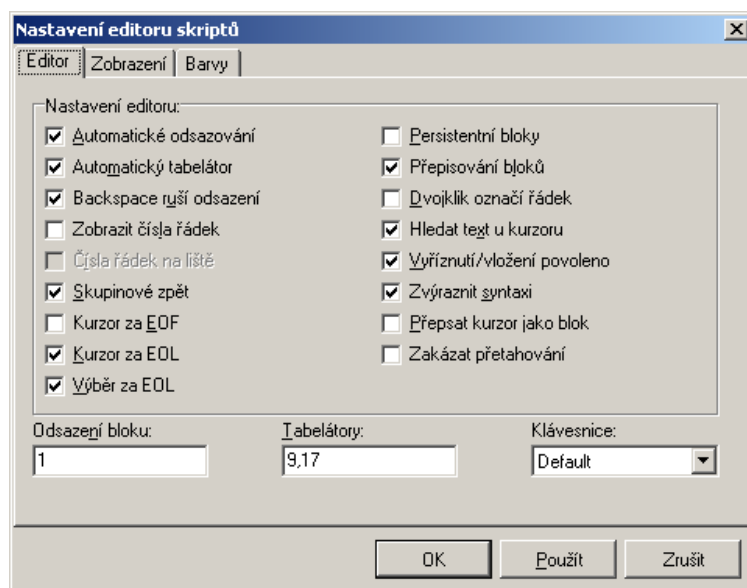 Nastavení editoru skriptů
Editor Zobrazení Barvy
Nastavení editoru:
Automatické odsazování
Automatický tabelátor
Backspace ruší odsazení
Zobrazit čísla řádek
Čísla řádek na liště
Skupinové zpět
Kurzor za EOF
Kurzor za EOL
Výběr za EOL
Persistentní bloky
Přepisování bloků
Dvojklik označí řádek
Hledat text u kurzoru
Vyříznutí/vložení povoleno
Zvýraznit syntaxi
Přepsat kurzor jako blok
Zakázat přetahování
Odsazení bloku:
1
Tabelátory:
9,17
Klávesnice:
Default
OK Použít Zrušit